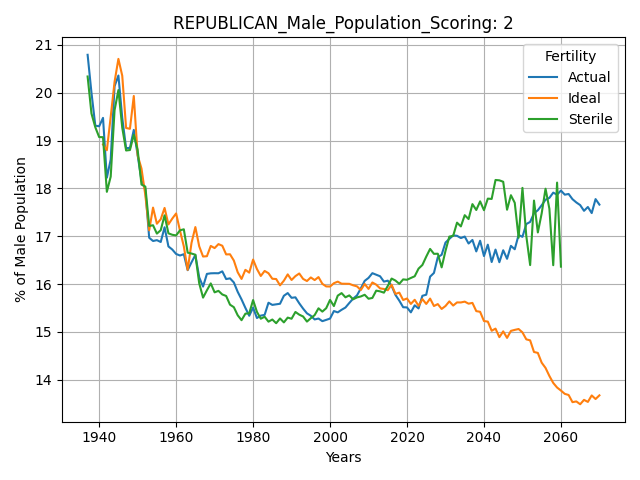 REPUBLICAN_Male_Population_Scoring: 2
Fertility
Actual
Ideal
Sterile
% of Male Population
21
20
19
18
17
16
15
14
1940 1960 1980 2000 2020 2040 2060
Years